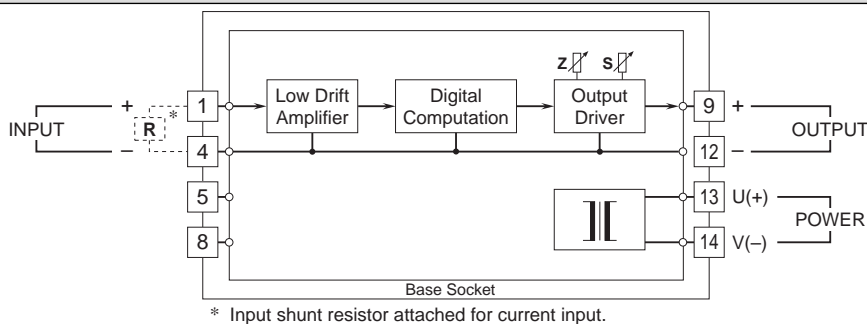 Z S
1 Low Drift Amplifier Digital Computation Output Driver 9 +
INPUT + R * OUTPUT
– 4 12 –
5 13 U(+)
POWER
8 14 V(–)
Base Socket
* Input shunt resistor attached for current input.